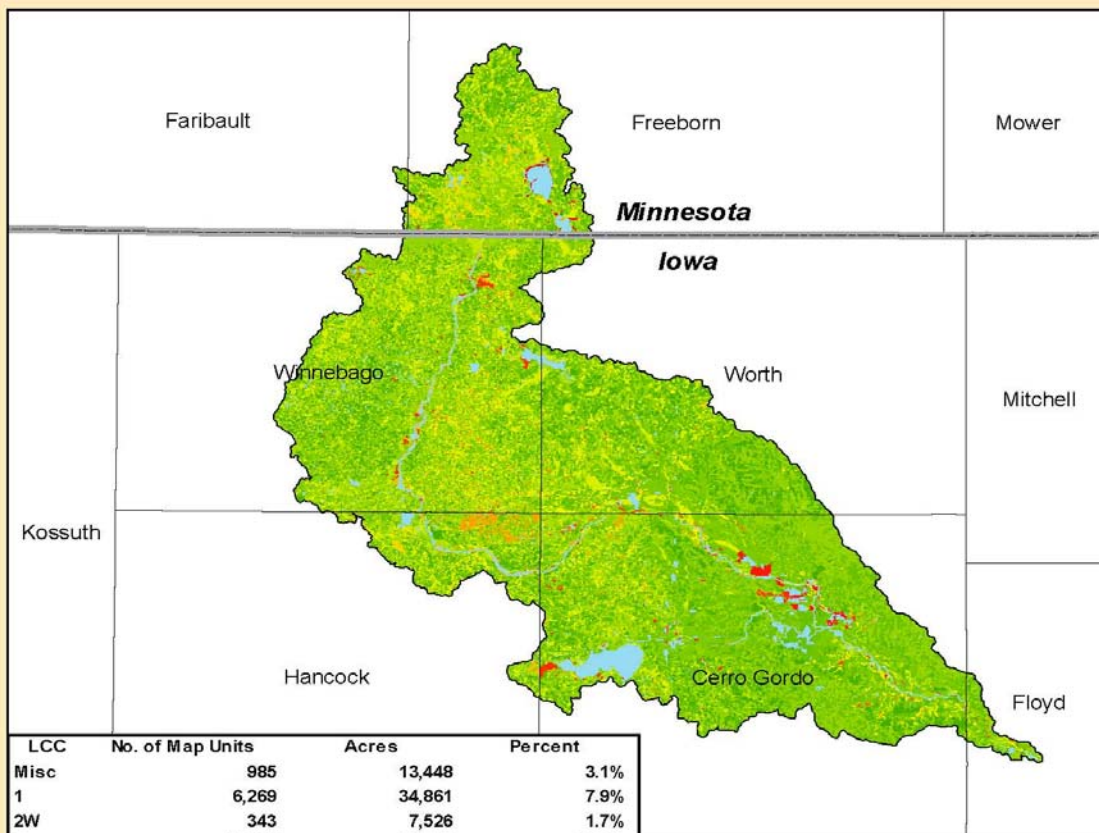 Faribault
Freeborn
Mower
Minnesota
Iowa
Winnebago
Worth
Mitchell
Kossuth
Hancock
Cerro Gordo
Floyd
LCC No. of Map Units Acres Percent
Misc 985 13,448 3.1%
1 6,269 34,861 7.9%
2W 343 7,526 1.7%